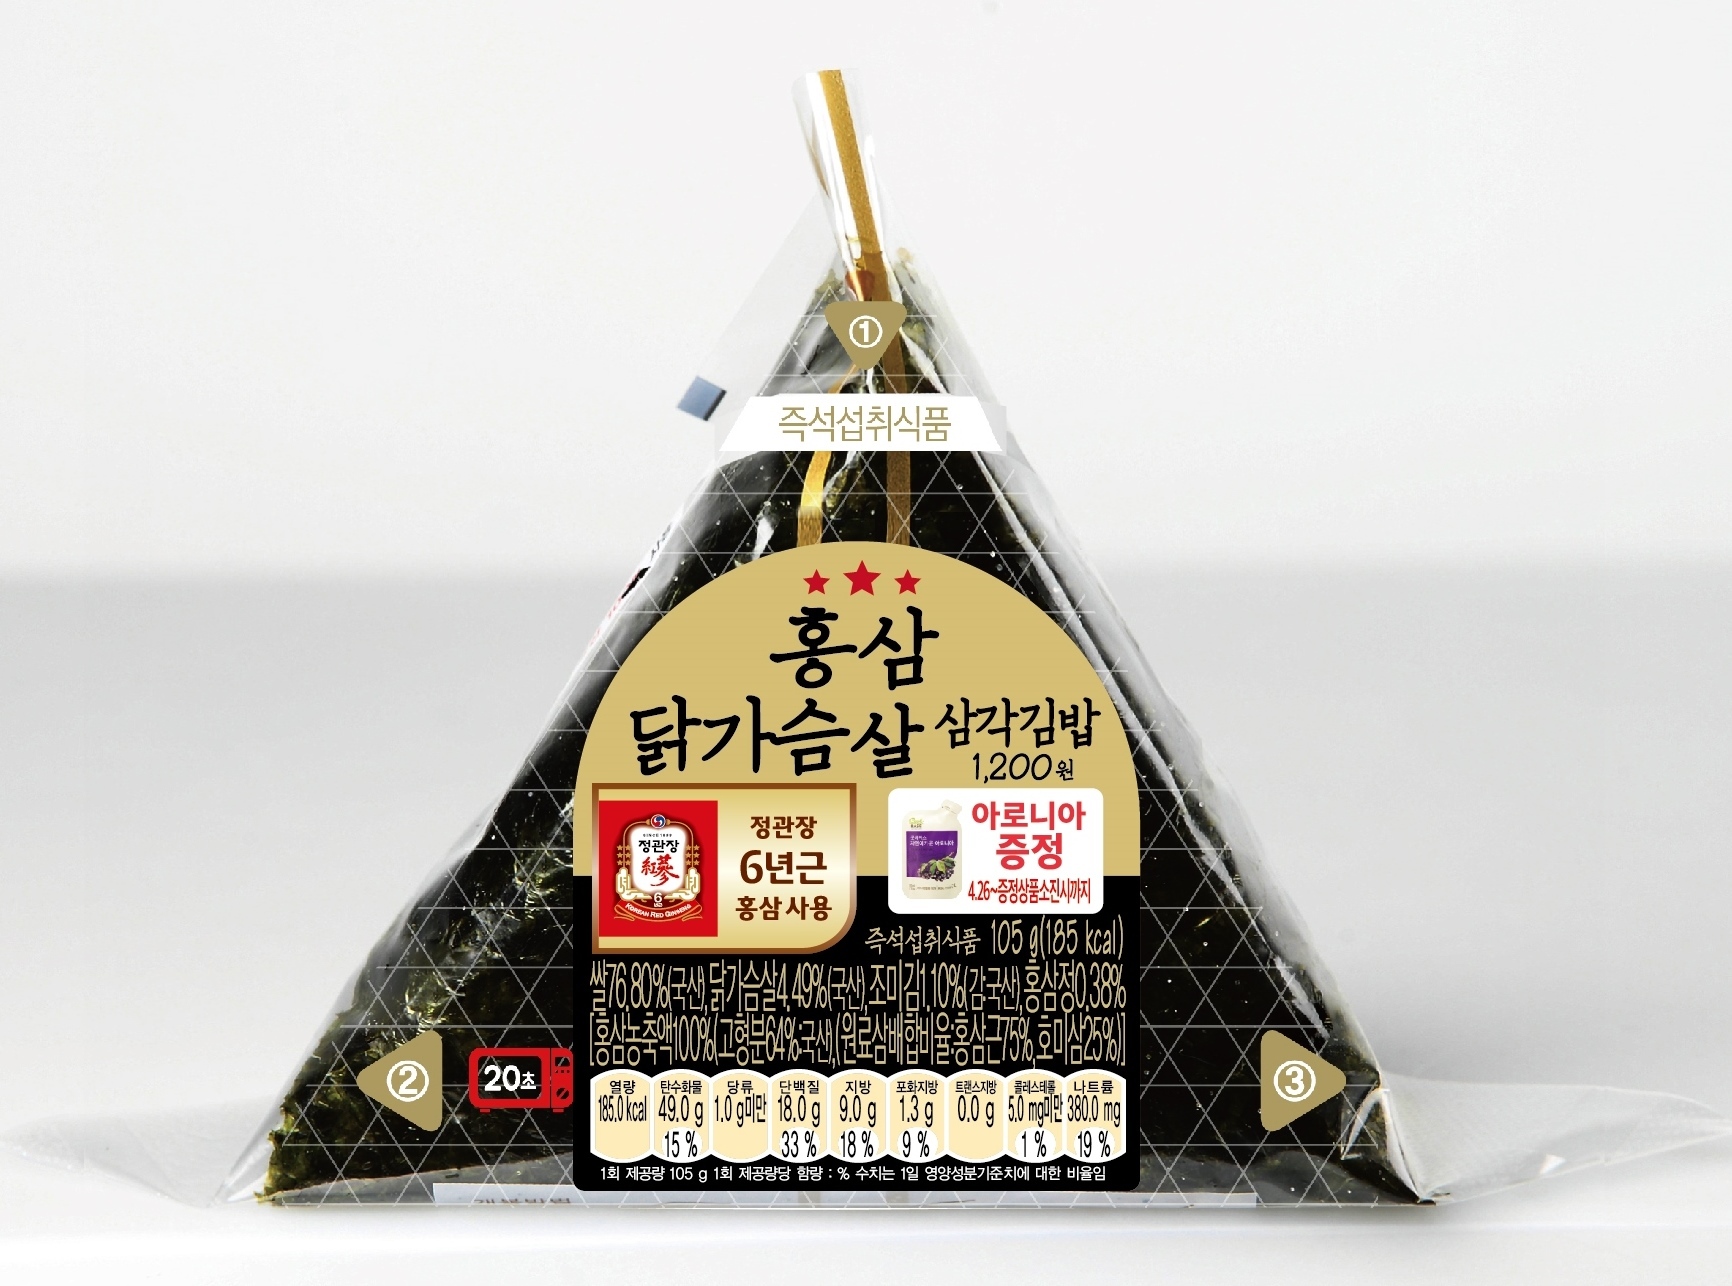 ①
즉석섭취식품
홍삼
닭가슴살 삼각김밥
1,200원
SINCE 1899
정관장
紅蔘
6
KOREAN RED GINSENG
정관장
6년근
홍삼 사용
아로니아
증정
4.26~증정상품소진시까지
즉석섭취식품 105 g(185 kcal)
쌀76.80%(국산), 닭가슴살4.49%(국산), 조미김1.10%(김:국산), 홍삼정0.38%
[홍삼농축액100%(고형분64%:국산),(원료삼배합비율:홍삼근75%,호미삼25%)]
② 20초 ③
열량 탄수화물 당류 단백질 지방 포화지방 트랜스지방 콜레스테롤 나트륨
185.0 kcal 49.0 g 1.0 g미만 18.0 g 9.0 g 1.3 g 0.0 g 5.0 mg미만 380.0 mg
15 % 33 % 18 % 9 % 1 % 19 %
1회 제공량 105 g 1회 제공량당 함량 : % 수치는 1일 영양성분기준치에 대한 비율임